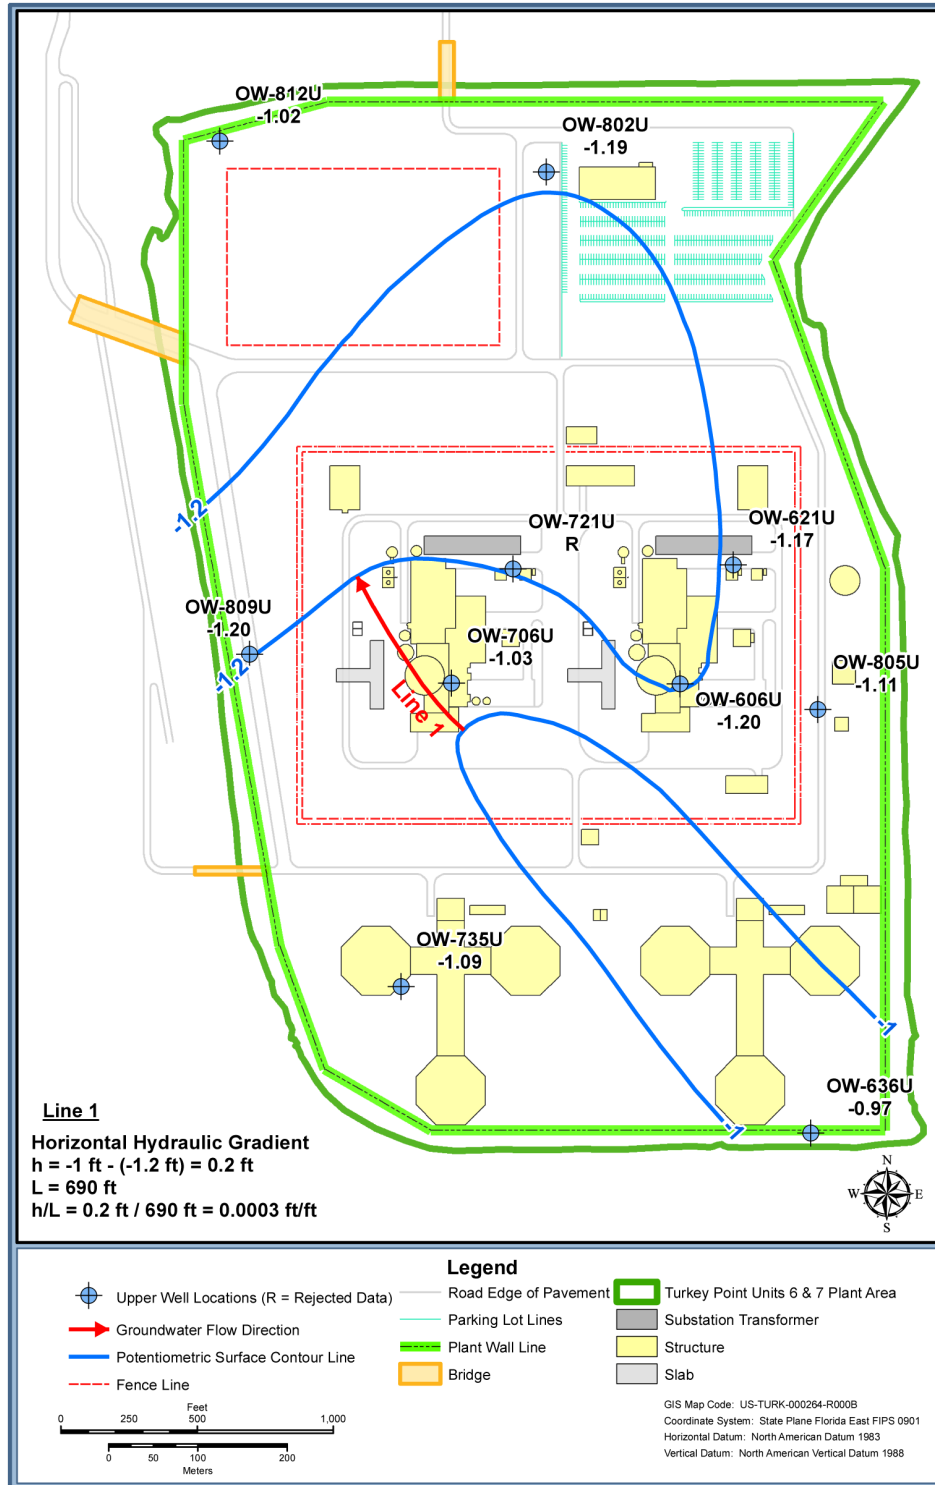 OW-812U
-1.02
OW-802U
-1.19
-1.2
OW-721U
R
OW-621U
-1.17
OW-809U
-1.20
-1.2
OW-706U
-1.03
OW-805U
-1.11
Line 1
OW-606U
-1.20
OW-735U
-1.09
-1
OW-636U
-0.97
-1
Line 1
Horizontal Hydraulic Gradient
h = -1 ft - (-1.2 ft) = 0.2 ft
L = 690 ft
h/L = 0.2 ft / 690 ft = 0.0003 ft/ft
N
W E
S
Legend
Upper Well Locations (R = Rejected Data)
Groundwater Flow Direction
Potentiometric Surface Contour Line
Fence Line
Road Edge of Pavement
Parking Lot Lines
Plant Wall Line
Bridge
Turkey Point Units 6 & 7 Plant Area
Substation Transformer
Structure
Slab
Feet
0 250 500 1,000
0 50 100 200
Meters
GIS Map Code: US-TURK-000264-R000B
Coordinate System: State Plane Florida East FIPS 0901
Horizontal Datum: North American Datum 1983
Vertical Datum: North American Vertical Datum 1988